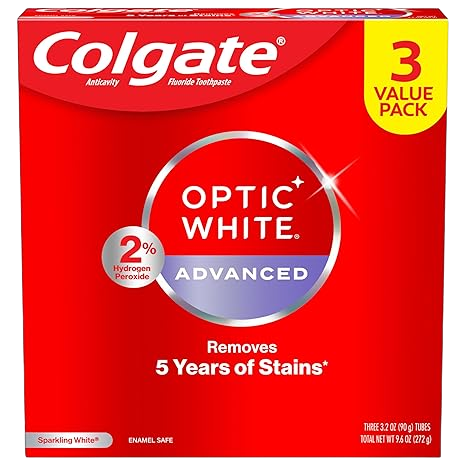 Colgate®
Anticavity Fluoride Toothpaste
3
VALUE
PACK
OPTIC
WHITE®
ADVANCED
2%
Hydrogen
Peroxide
Removes
5 Years of Stains*
THREE 3.2 OZ (90 g) TUBES
TOTAL NET WT 9.6 OZ (272 g)
Sparkling White®
ENAMEL SAFE